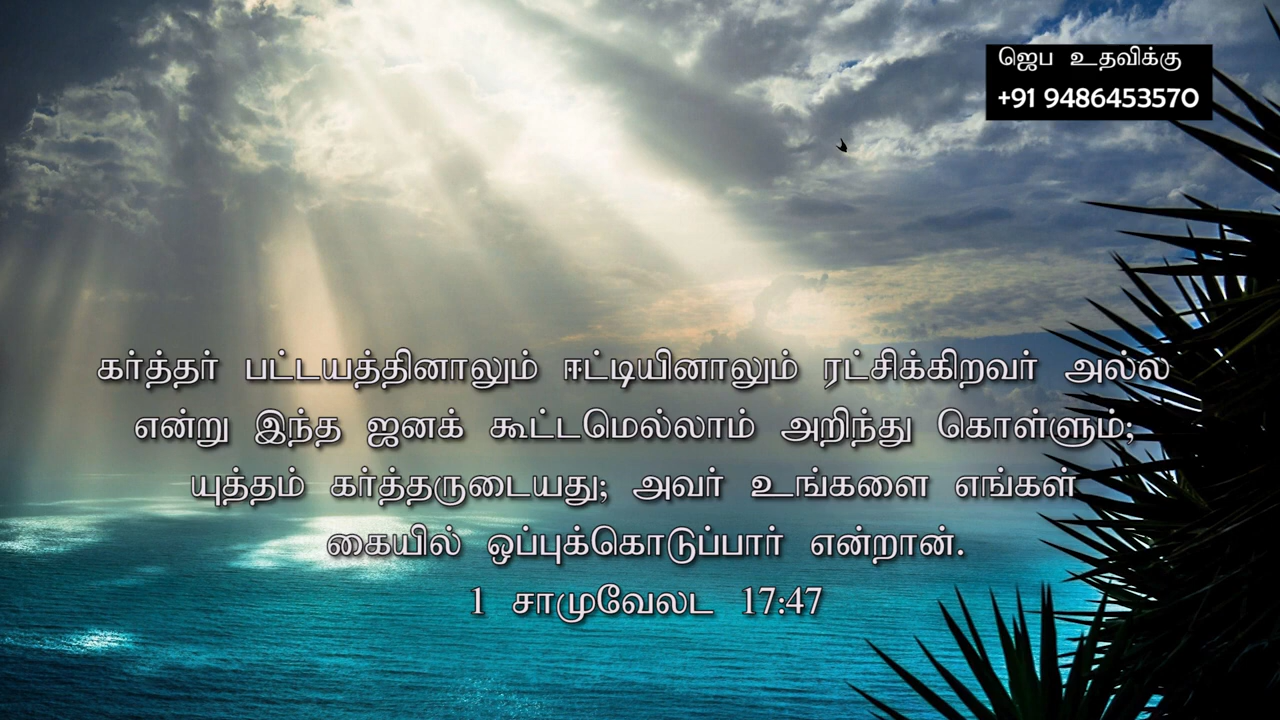 ஜெப உதவிக்கு
+91 9486453570
கர்த்தர் பட்டயத்தினாலும் ஈட்டியினாலும் ரட்சிக்கிறவர் அல்ல
என்று இந்த ஜனக் கூட்டமெல்லாம் அறிந்து கொள்ளும்;
யுத்தம் கர்த்தருடையது; அவர் உங்களை எங்கள்
கையில் ஒப்புக்கொடுப்பார் என்றான்.
1 சாமுவேலட 17:47